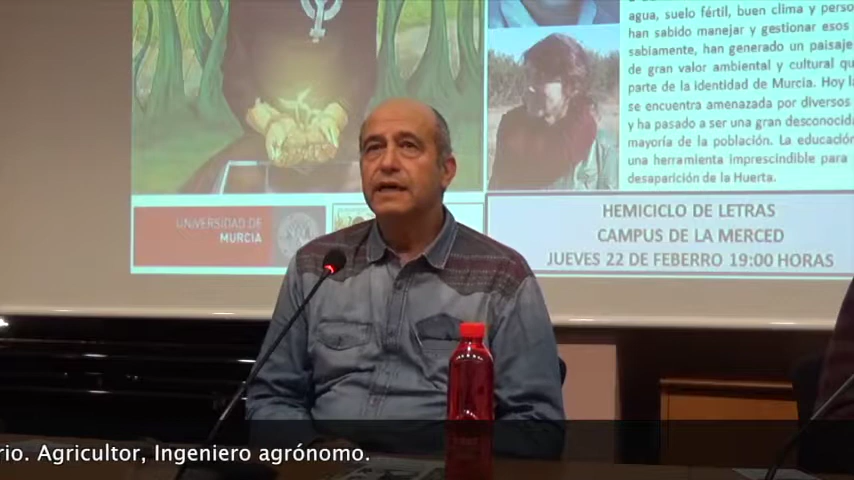 agua, suelo fértil, buen clima y perso
han sabido manejar y gestionar esos
sabiamente, han generado un paisaje
de gran valor ambiental y cultural qu
parte de la identidad de Murcia. Hoy la
se encuentra amenazada por diversos
y ha pasado a ser una gran desconocid
mayoría de la población. La educación
una herramienta imprescindible para
desaparición de la Huerta.
UNIVERSIDAD DE
MURCIA
HEMICICLO DE LETRAS
CAMPUS DE LA MERCED
JUEVES 22 DE FEBERRO 19:00 HORAS
rio. Agricultor, Ingeniero agrónomo.